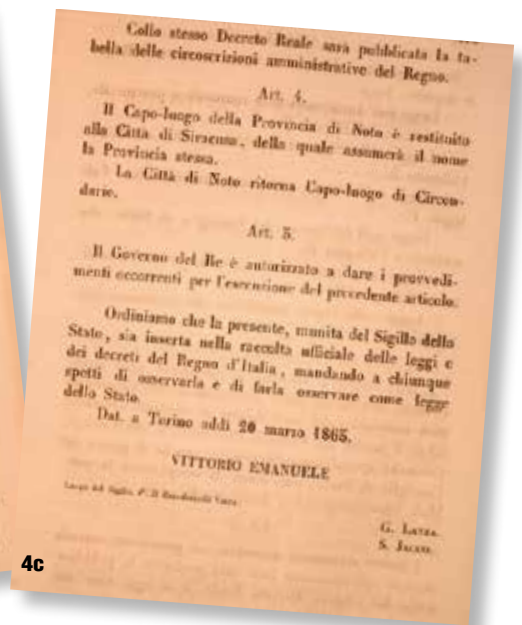 Collo stesso Decreto Reale sarà pubblicata la ta-
bella delle circoscrizioni amministrative del Regno.
Art. 4.
Il Capo-luogo della Provincia di Noto è restituito
alla Città di Siracusa, della quale assumerà il nome
la Provincia stessa.
La Città di Noto ritorna Capo-luogo di Circon-
dario.
Art. 5.
Il Governo del Re è autorizzato a dare i provvedi-
menti occorrenti per l'esecuzione del precedente articolo.
Ordiniamo che la presente, munita del Sigillo dello
Stato, sia inserta nella raccolta ufficiale delle leggi e
dei decreti del Regno d'Italia, mandando a chiunque
spetti di osservarla e di farla osservare come legge
dello Stato.
Dat. a Torino addì 20 marzo 1865.
VITTORIO EMANUELE
Luogo del Sigillo. V. Il Guardasigilli
G. LANZA.
S. JACINI.
4c